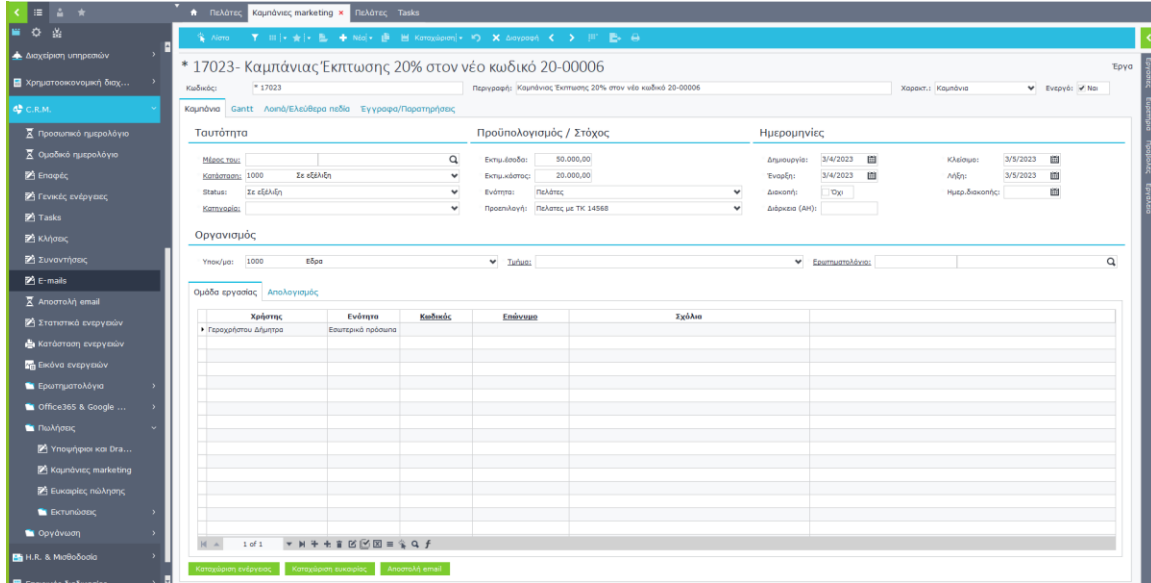 Πελάτες Καμπάνιες marketing × Πελάτες Tasks
Λίστα Νέο Καταχώριση Διαγραφή
* 17023- Καμπάνιας Έκπτωσης 20% στον νέο κωδικό 20-00006 Έργα
Κωδικός: * 17023 Περιγραφή: Καμπάνιας Έκπτωσης 20% στον νέο κωδικό 20-00006 Χαρακτ.: Καμπάνια Ενεργό: Ναι
Καμπάνια Gantt Λοιπά/Ελεύθερα πεδία Έγγραφα/Παρατηρήσεις
Ταυτότητα Προϋπολογισμός / Στόχος Ημερομηνίες
Μέρος του: Εκτιμ.έσοδα: 50.000,00 Δημιουργία: 3/4/2023 Κλείσιμο: 3/5/2023
Κατάσταση: 1000 Σε εξέλιξη Εκτιμ.κόστος: 20.000,00 Έναρξη: 3/4/2023 Λήξη: 3/5/2023
Status: Σε εξέλιξη Ενότητα: Πελάτες Διακοπή: Όχι Ημερ.διακοπής:
Κατηγορία: Προεπιλογή: Πελατες με ΤΚ 14568 Διάρκεια (ΑΗ):
Οργανισμός
Υποκ/μα: 1000 Εδρα Τμήμα: Ερωτηματολόγιο:
Ομάδα εργασίας Απολογισμός
Χρήστης Ενότητα Κωδικός Επώνυμο Σχόλια
Γεροχρήστου Δήμητρα Εσωτερικά πρόσωπα
1 of 1
Καταχώριση ενέργειας Καταχώριση ευκαιρίας Αποστολή email
Διαχείριση υπηρεσιών
Χρηματοοικονομική διαχ...
C.R.M.
Προσωπικό ημερολόγιο
Ομαδικό ημερολόγιο
Επαφές
Γενικές ενέργειες
Tasks
Κλήσεις
Συναντήσεις
E-mails
Αποστολή email
Στατιστικά ενεργειών
Κατάσταση ενεργειών
Εικόνα ενεργειών
Ερωτηματολόγια
Office365 & Google ...
Πωλήσεις
Υποψήφιοι και Dra...
Καμπάνιες marketing
Ευκαιρίες πώλησης
Εκτυπώσεις
Οργάνωση
H.R. & Μισθοδοσία